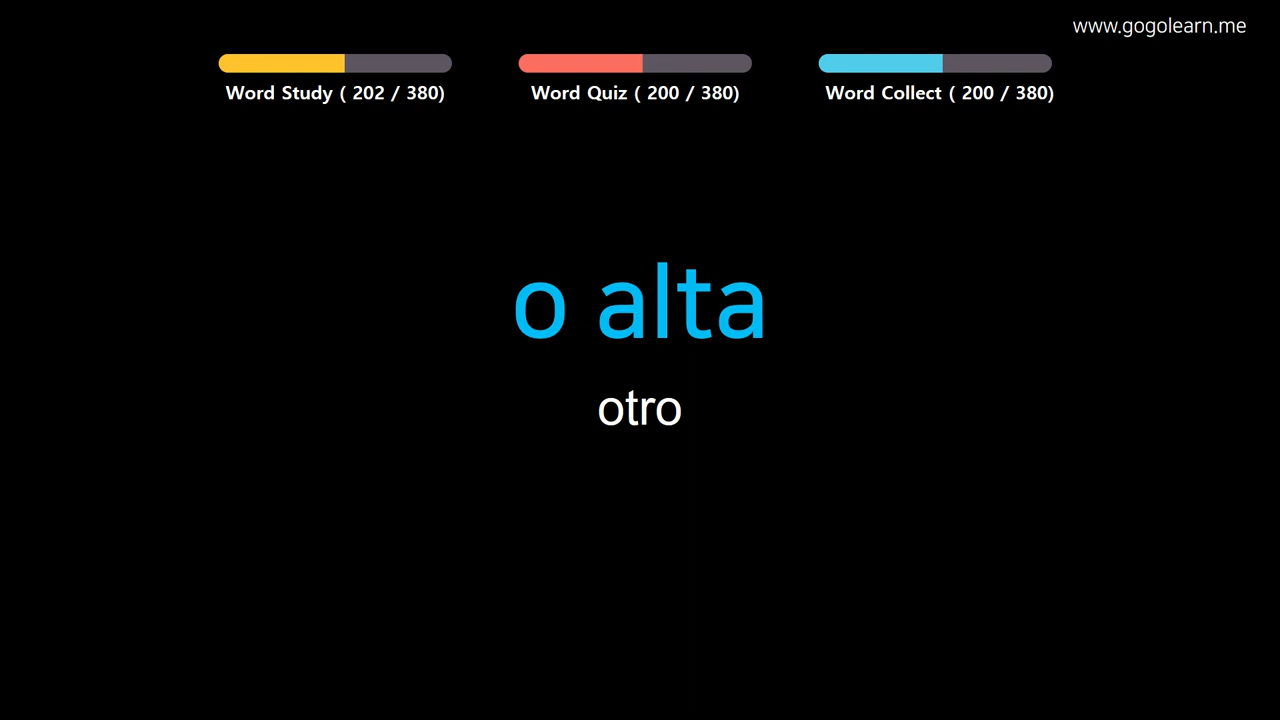 www.gogolearn.me
Word Study ( 202 / 380)
Word Quiz ( 200 / 380)
Word Collect ( 200 / 380)
o alta
otro